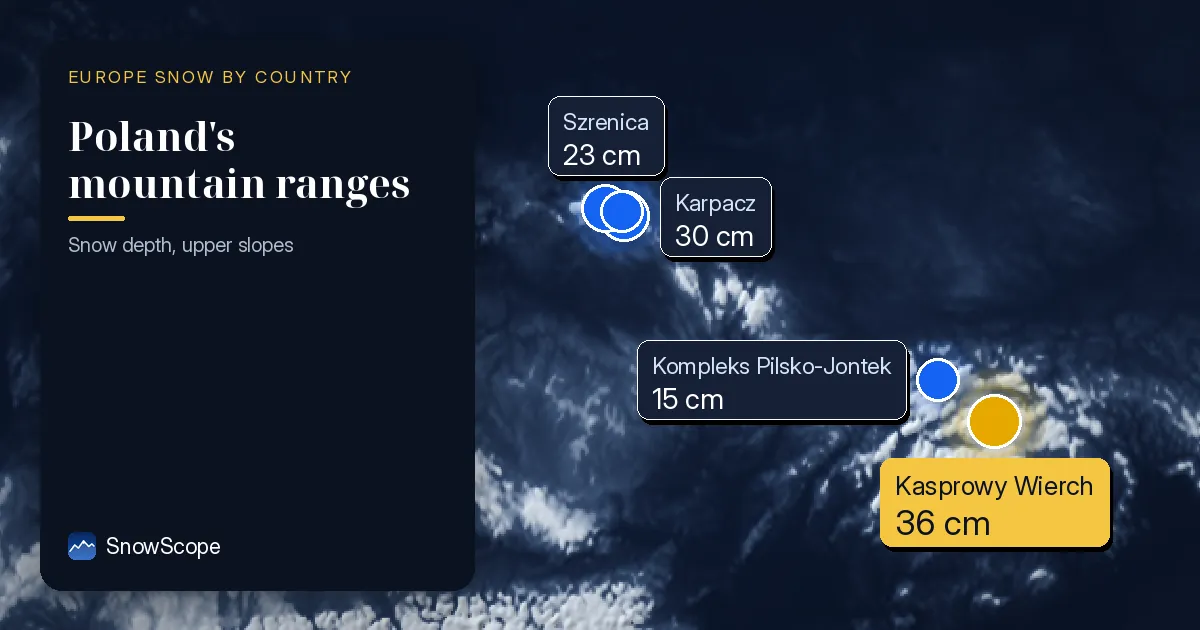 EUROPE SNOW BY COUNTRY
Poland's
mountain ranges
Snow depth, upper slopes
Szrenica
23 cm
Karpacz
30 cm
Kompleks Pilsko-Jontek
15 cm
Kasprowy Wierch
36 cm
SnowScope